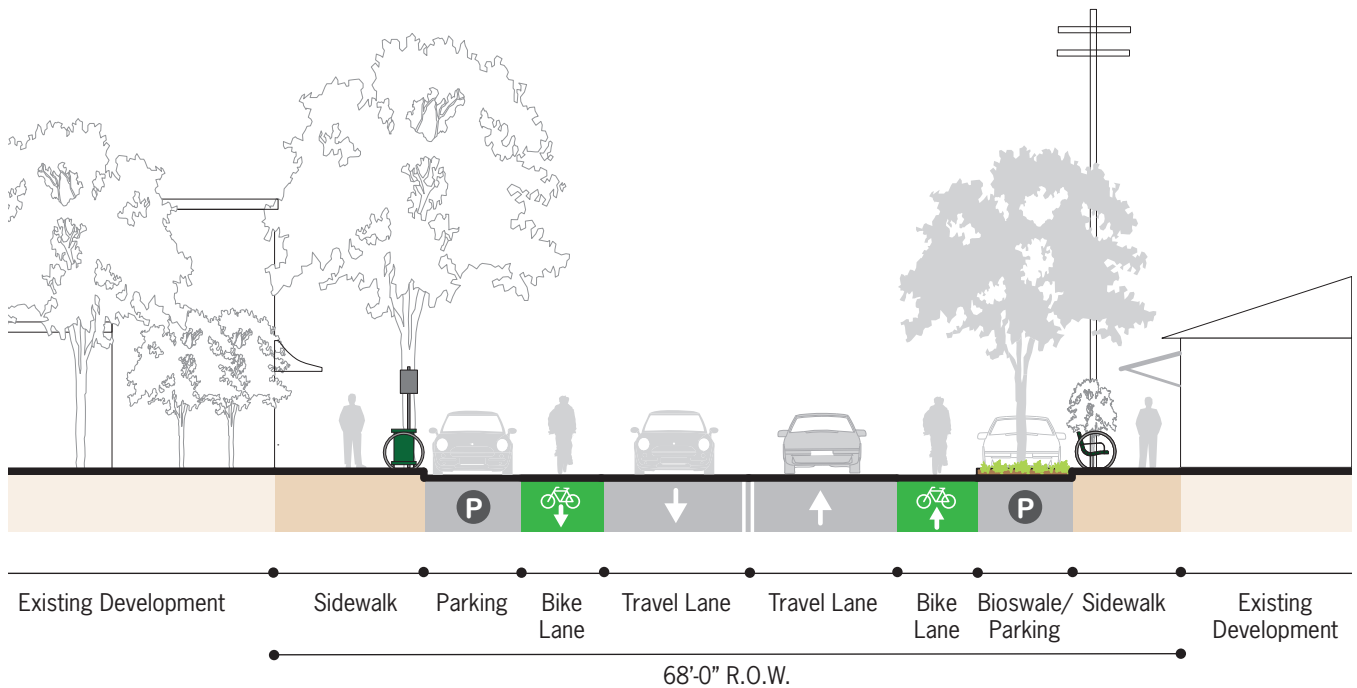 P
P
Existing Development
Sidewalk
Parking
Bike
Lane
Travel Lane
Travel Lane
Bike
Lane
Bioswale/
Parking
Sidewalk
Existing
Development
68'-0" R.O.W.